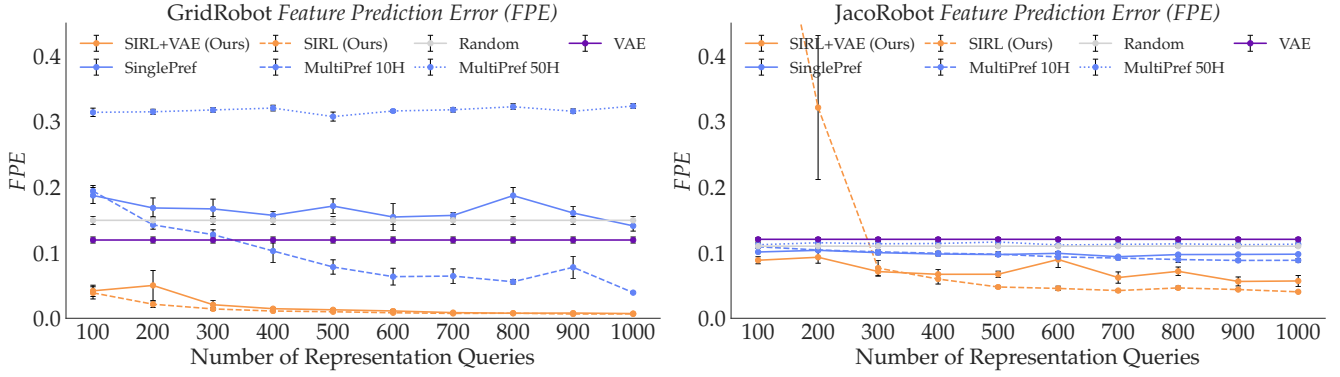 GridRobot Feature Prediction Error (FPE)
SIRL+VAE (Ours)
SIRL (Ours)
Random
VAE
SinglePref
MultiPref 10H
MultiPref 50H
FPE
0.4
0.3
0.2
0.1
0.0
100 200 300 400 500 600 700 800 900 1000
Number of Representation Queries
JacoRobot Feature Prediction Error (FPE)
SIRL+VAE (Ours)
SIRL (Ours)
Random
VAE
SinglePref
MultiPref 10H
MultiPref 50H
FPE
0.4
0.3
0.2
0.1
0.0
100 200 300 400 500 600 700 800 900 1000
Number of Representation Queries